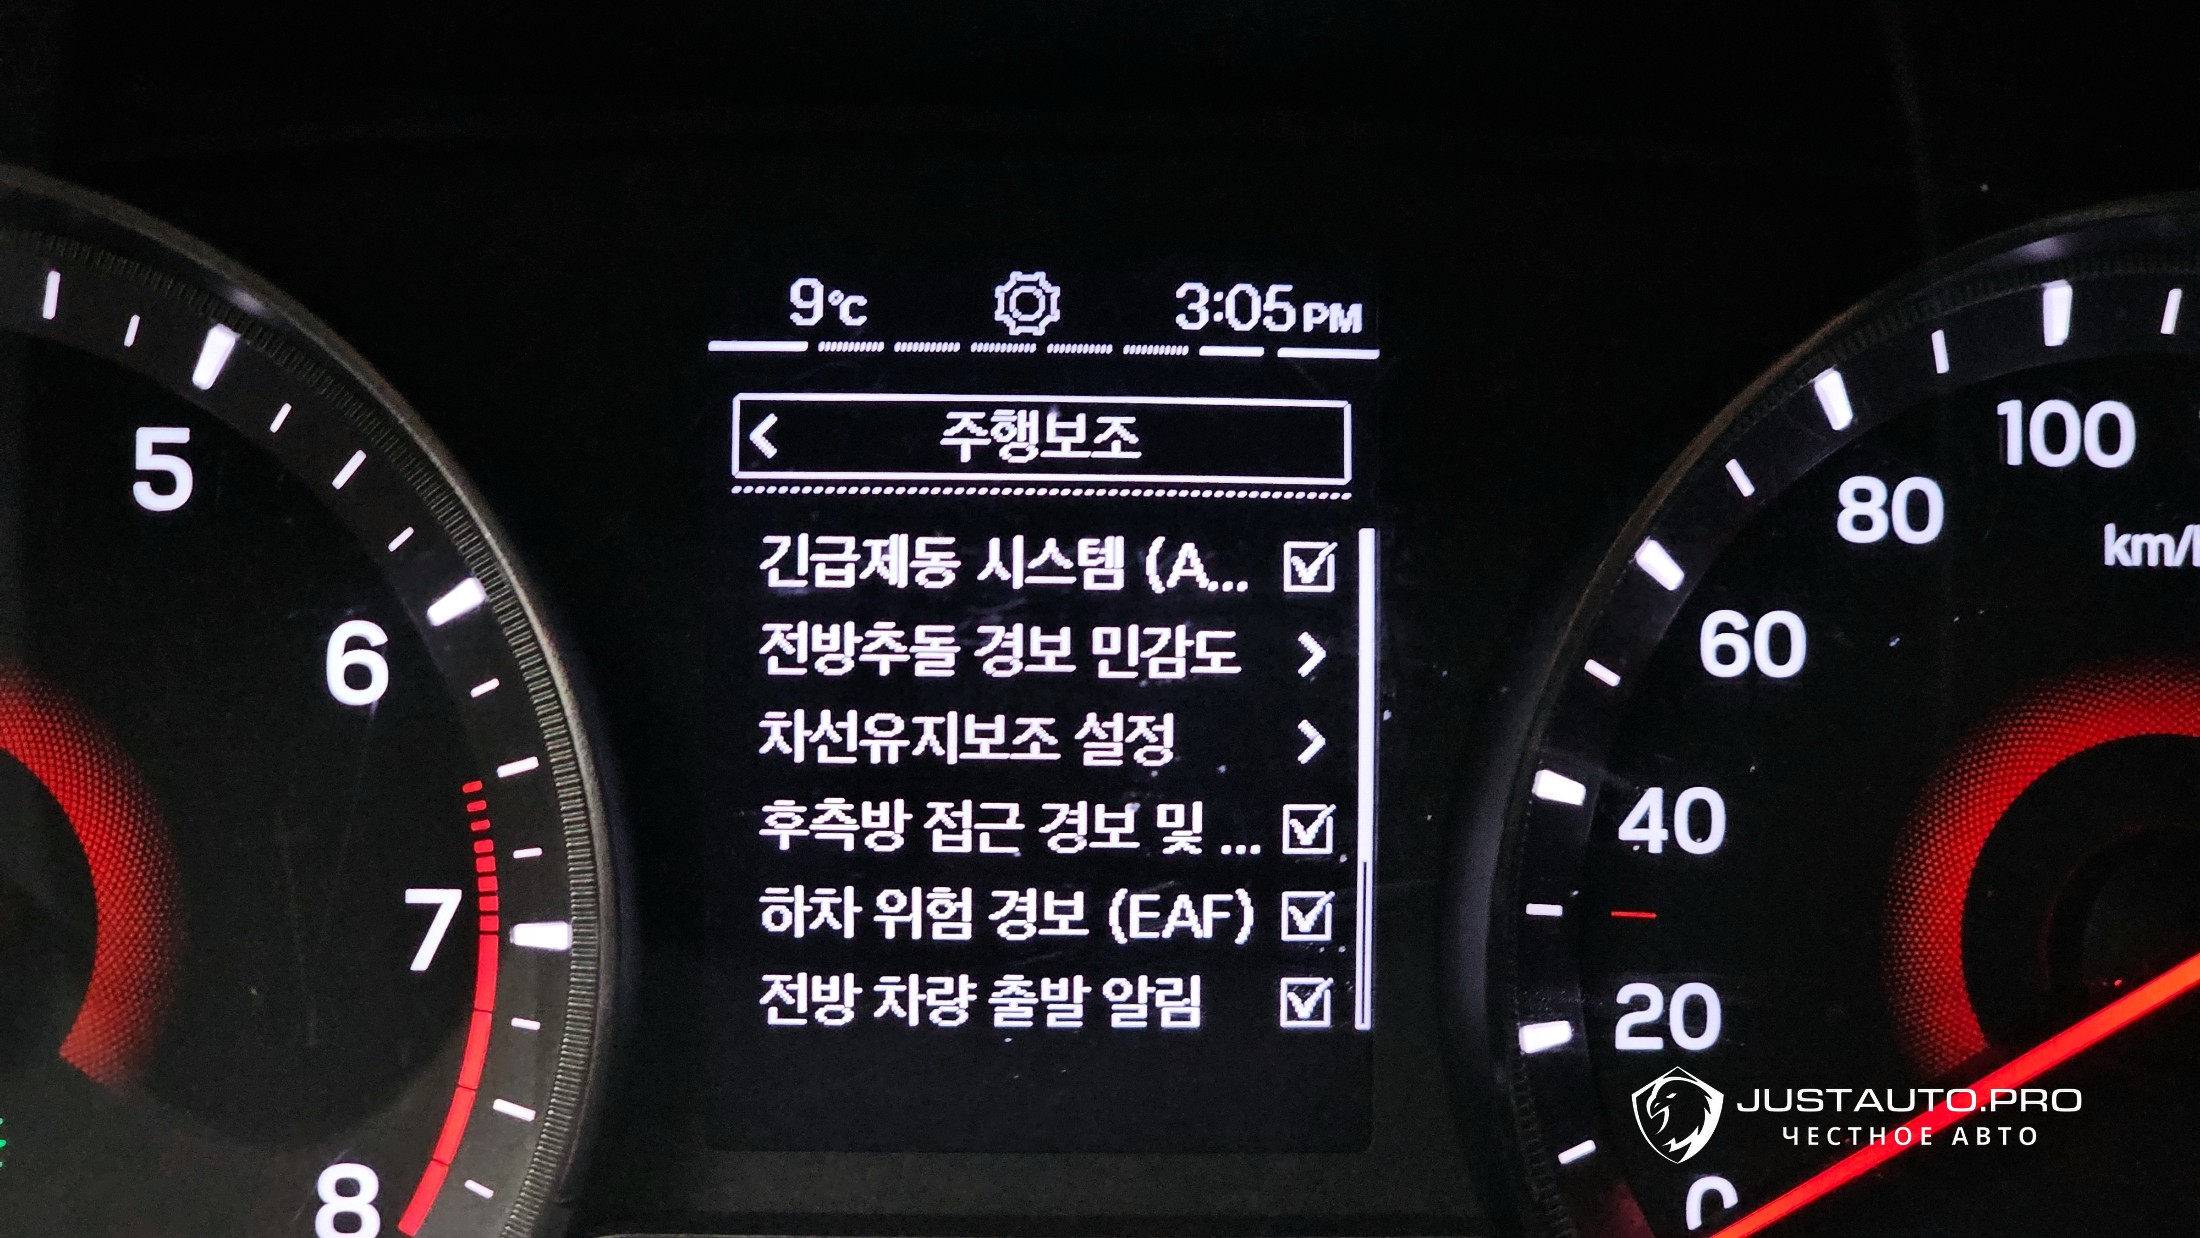 9℃ 3:05PM
주행보조
긴급제동 시스템 (A...
전방추돌 경보 민감도
차선유지보조 설정
후측방 접근 경보 및 ...
하차 위험 경보 (EAF)
전방 차량 출발 알림
5
6
7
8
100
80
60
40
20
0
km/h
JUSTAUTO.PRO
ЧЕСТНОЕ АВТО